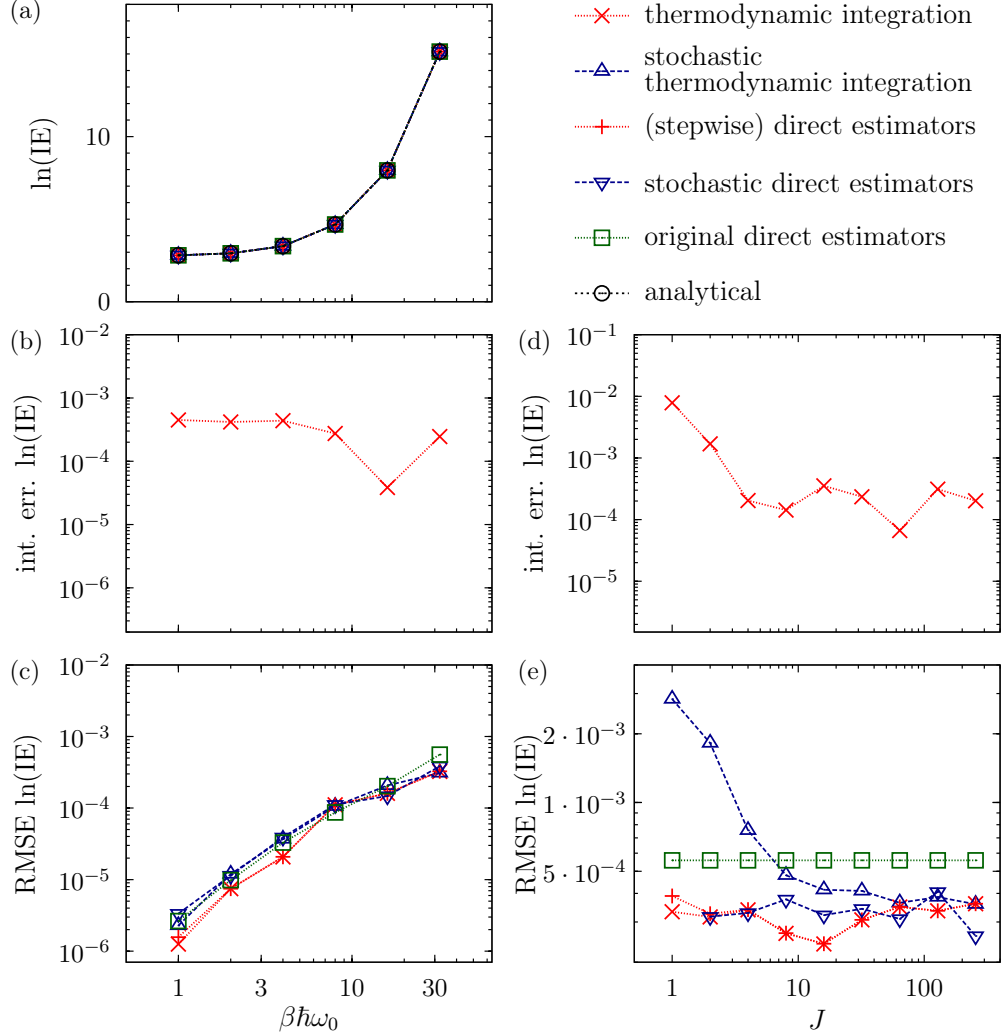 (a)
ln(IE)
10
0
thermodynamic integration
stochastic
thermodynamic integration
(stepwise) direct estimators
stochastic direct estimators
original direct estimators
analytical
(b)
int. err. ln(IE)
10⁻²
10⁻³
10⁻⁴
10⁻⁵
10⁻⁶
(d)
int. err. ln(IE)
10⁻¹
10⁻²
10⁻³
10⁻⁴
10⁻⁵
(c)
RMSE ln(IE)
10⁻²
10⁻³
10⁻⁴
10⁻⁵
10⁻⁶
1 3 10 30
βℏω₀
(e)
RMSE ln(IE)
2·10⁻³
1·10⁻³
5·10⁻⁴
1 10 100
J